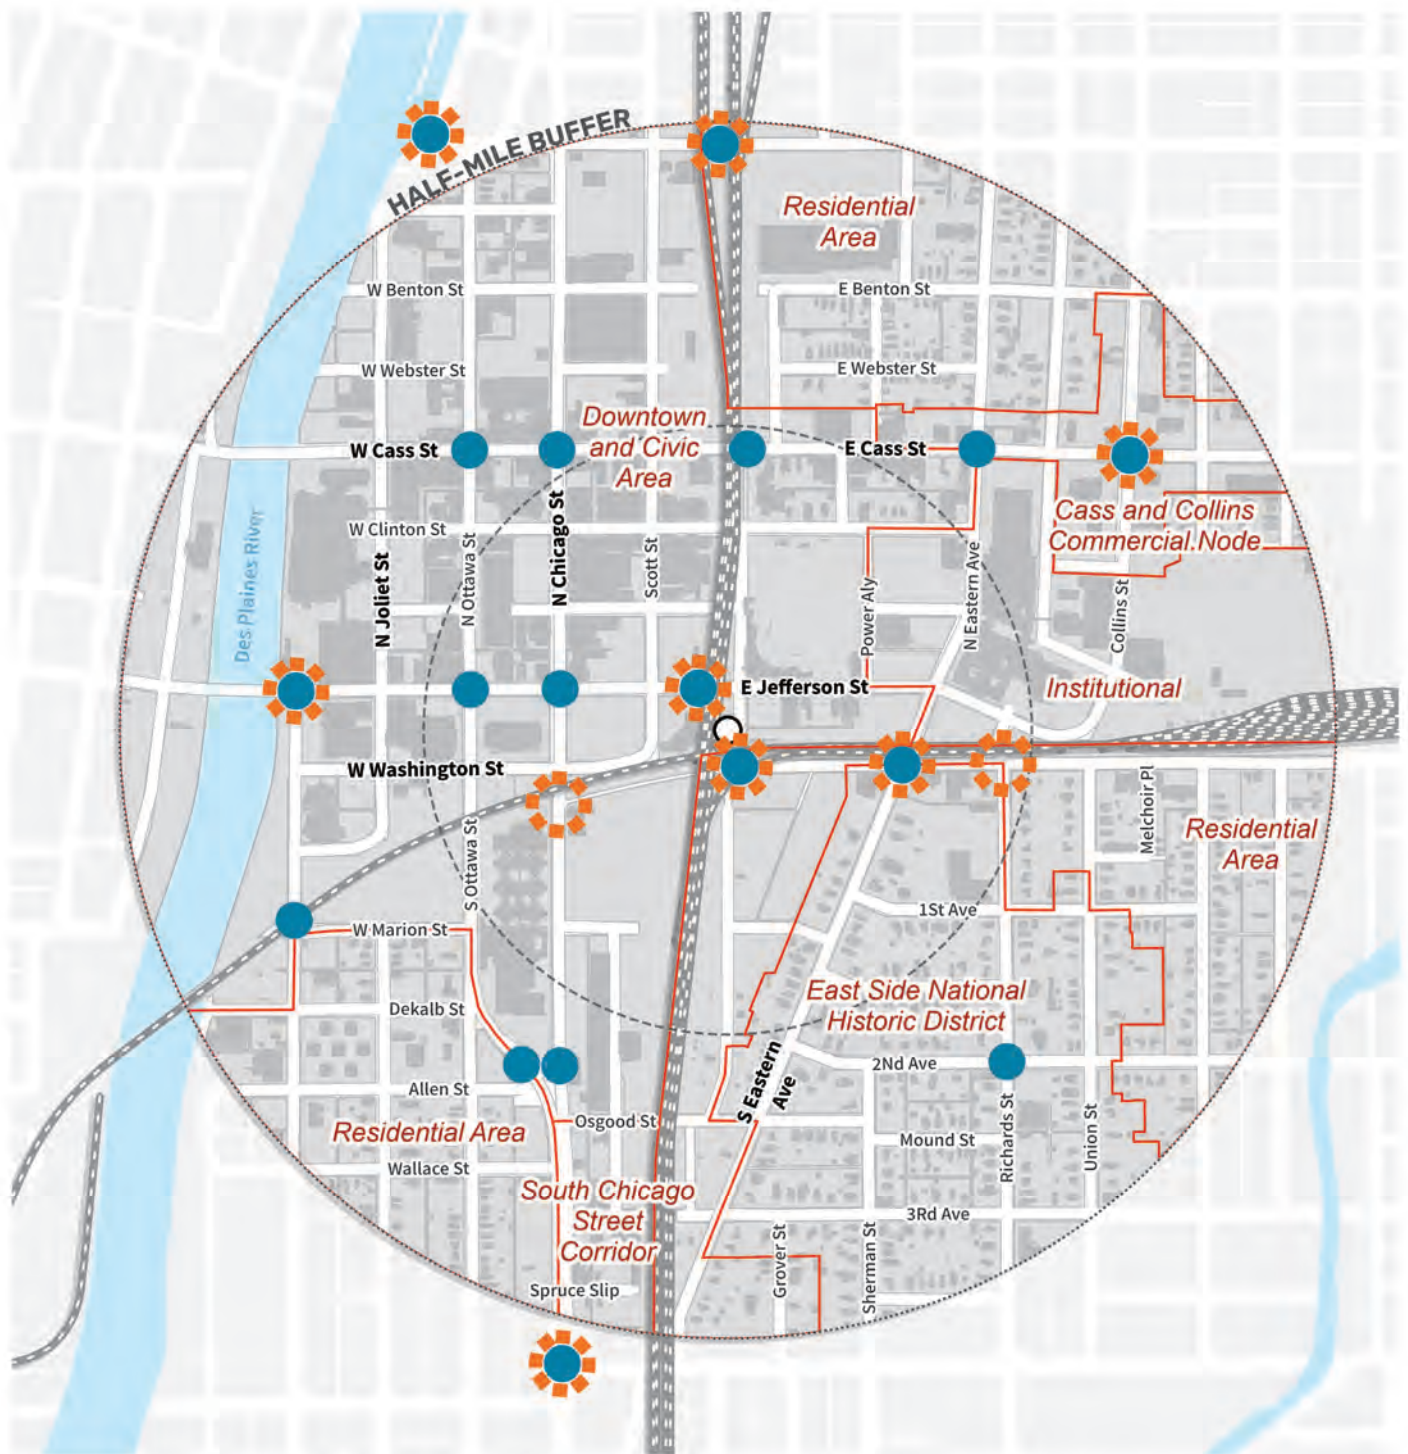 HALF-MILE BUFFER
Residential
Area
W Benton St
E Benton St
W Webster St
E Webster St
Downtown
and Civic
Area
W Cass St
E Cass St
Cass and Collins
Commercial Node
W Clinton St
N Joliet St
N Ottawa St
N Chicago St
Scott St
Power Aly
N Eastern Ave
Collins St
Des Plaines River
E Jefferson St
Institutional
W Washington St
Melchoir Pl
Residential
Area
S Ottawa St
1St Ave
W Marion St
East Side National
Historic District
Dekalb St
2Nd Ave
S Eastern
Ave
Allen St
Osgood St
Residential Area
Mound St
Richards St
Union St
Wallace St
South Chicago
Street
Corridor
3Rd Ave
Grover St
Sherman St
Spruce Slip